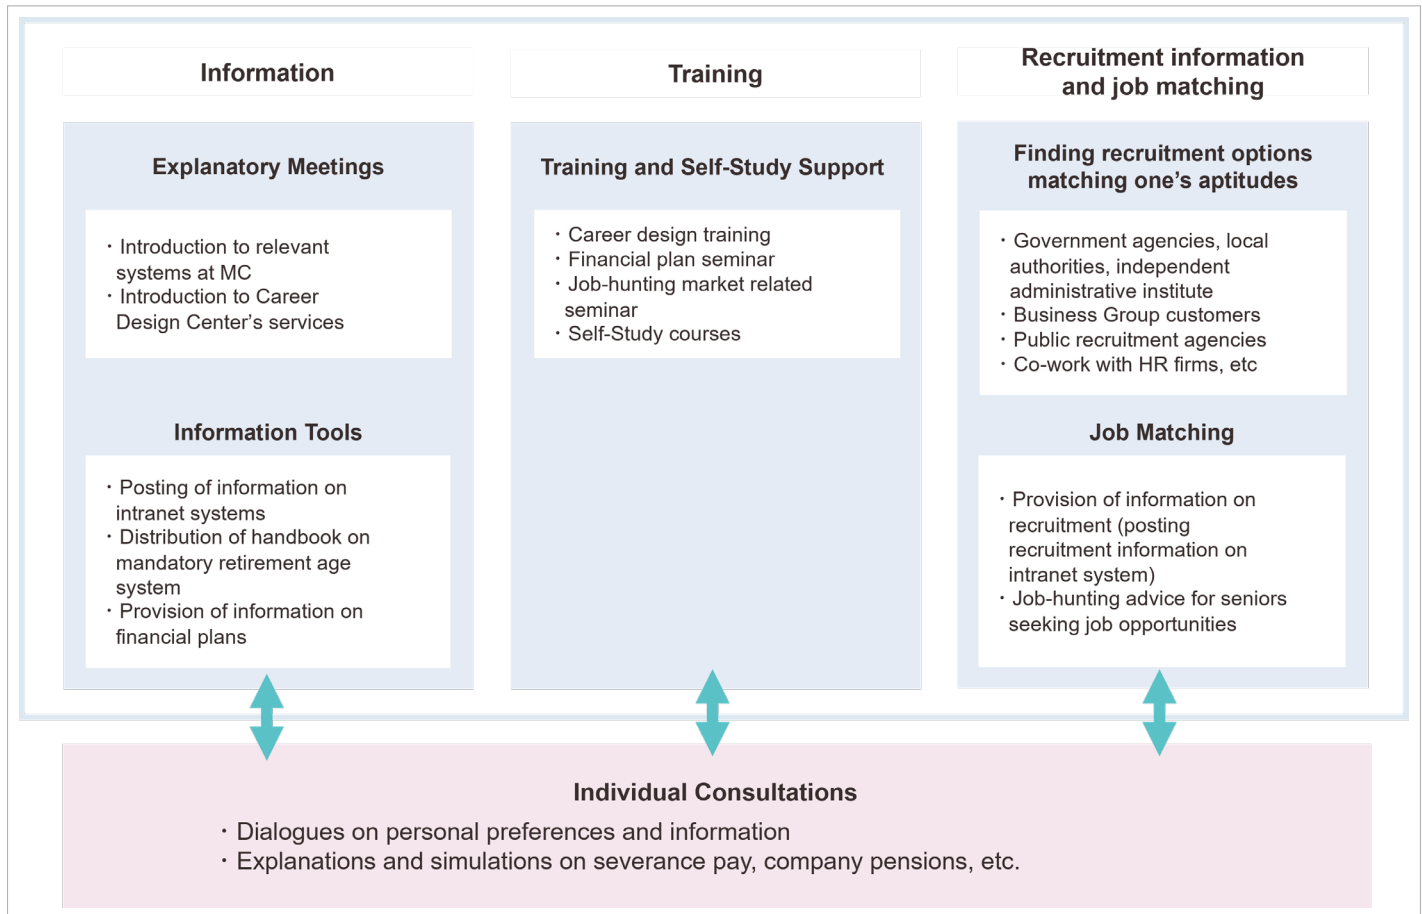 Information
Explanatory Meetings
・Introduction to relevant
systems at MC
・Introduction to Career
Design Center’s services
Information Tools
・Posting of information on
intranet systems
・Distribution of handbook on
mandatory retirement age
system
・Provision of information on
financial plans
Training
Training and Self-Study Support
・Career design training
・Financial plan seminar
・Job-hunting market related
seminar
・Self-Study courses
Recruitment information
and job matching
Finding recruitment options
matching one’s aptitudes
・Government agencies, local
authorities, independent
administrative institute
・Business Group customers
・Public recruitment agencies
・Co-work with HR firms, etc
Job Matching
・Provision of information on
recruitment (posting
recruitment information on
intranet system)
・Job-hunting advice for seniors
seeking job opportunities
Individual Consultations
・Dialogues on personal preferences and information
・Explanations and simulations on severance pay, company pensions, etc.